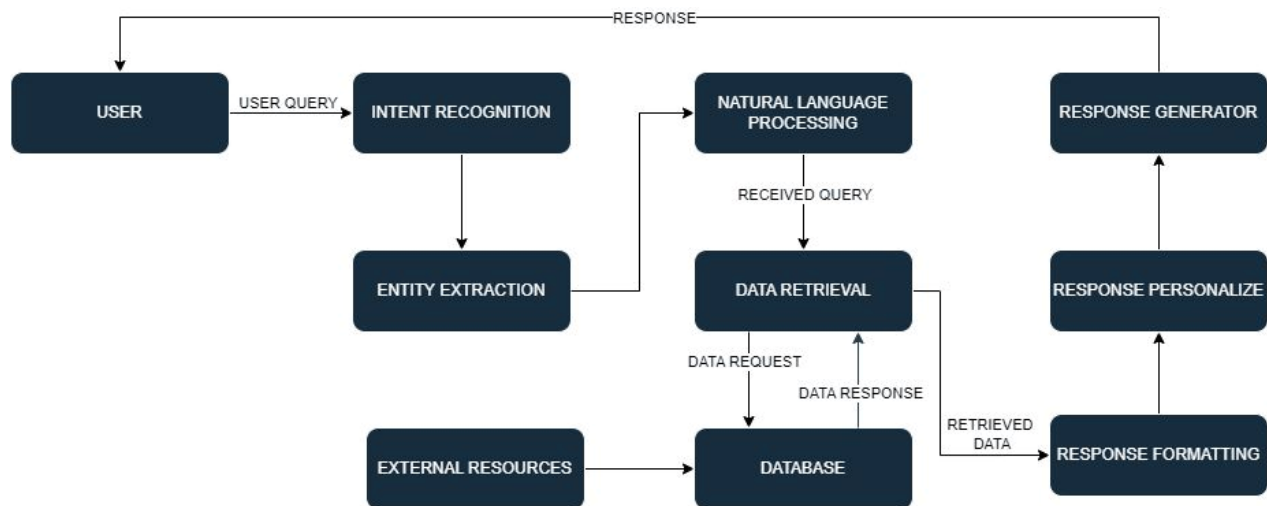 RESPONSE
USER
USER QUERY
INTENT RECOGNITION
NATURAL LANGUAGE
PROCESSING
RESPONSE GENERATOR
RECEIVED QUERY
ENTITY EXTRACTION
DATA RETRIEVAL
RESPONSE PERSONALIZE
DATA REQUEST
DATA RESPONSE
RETRIEVED
DATA
EXTERNAL RESOURCES
DATABASE
RESPONSE FORMATTING